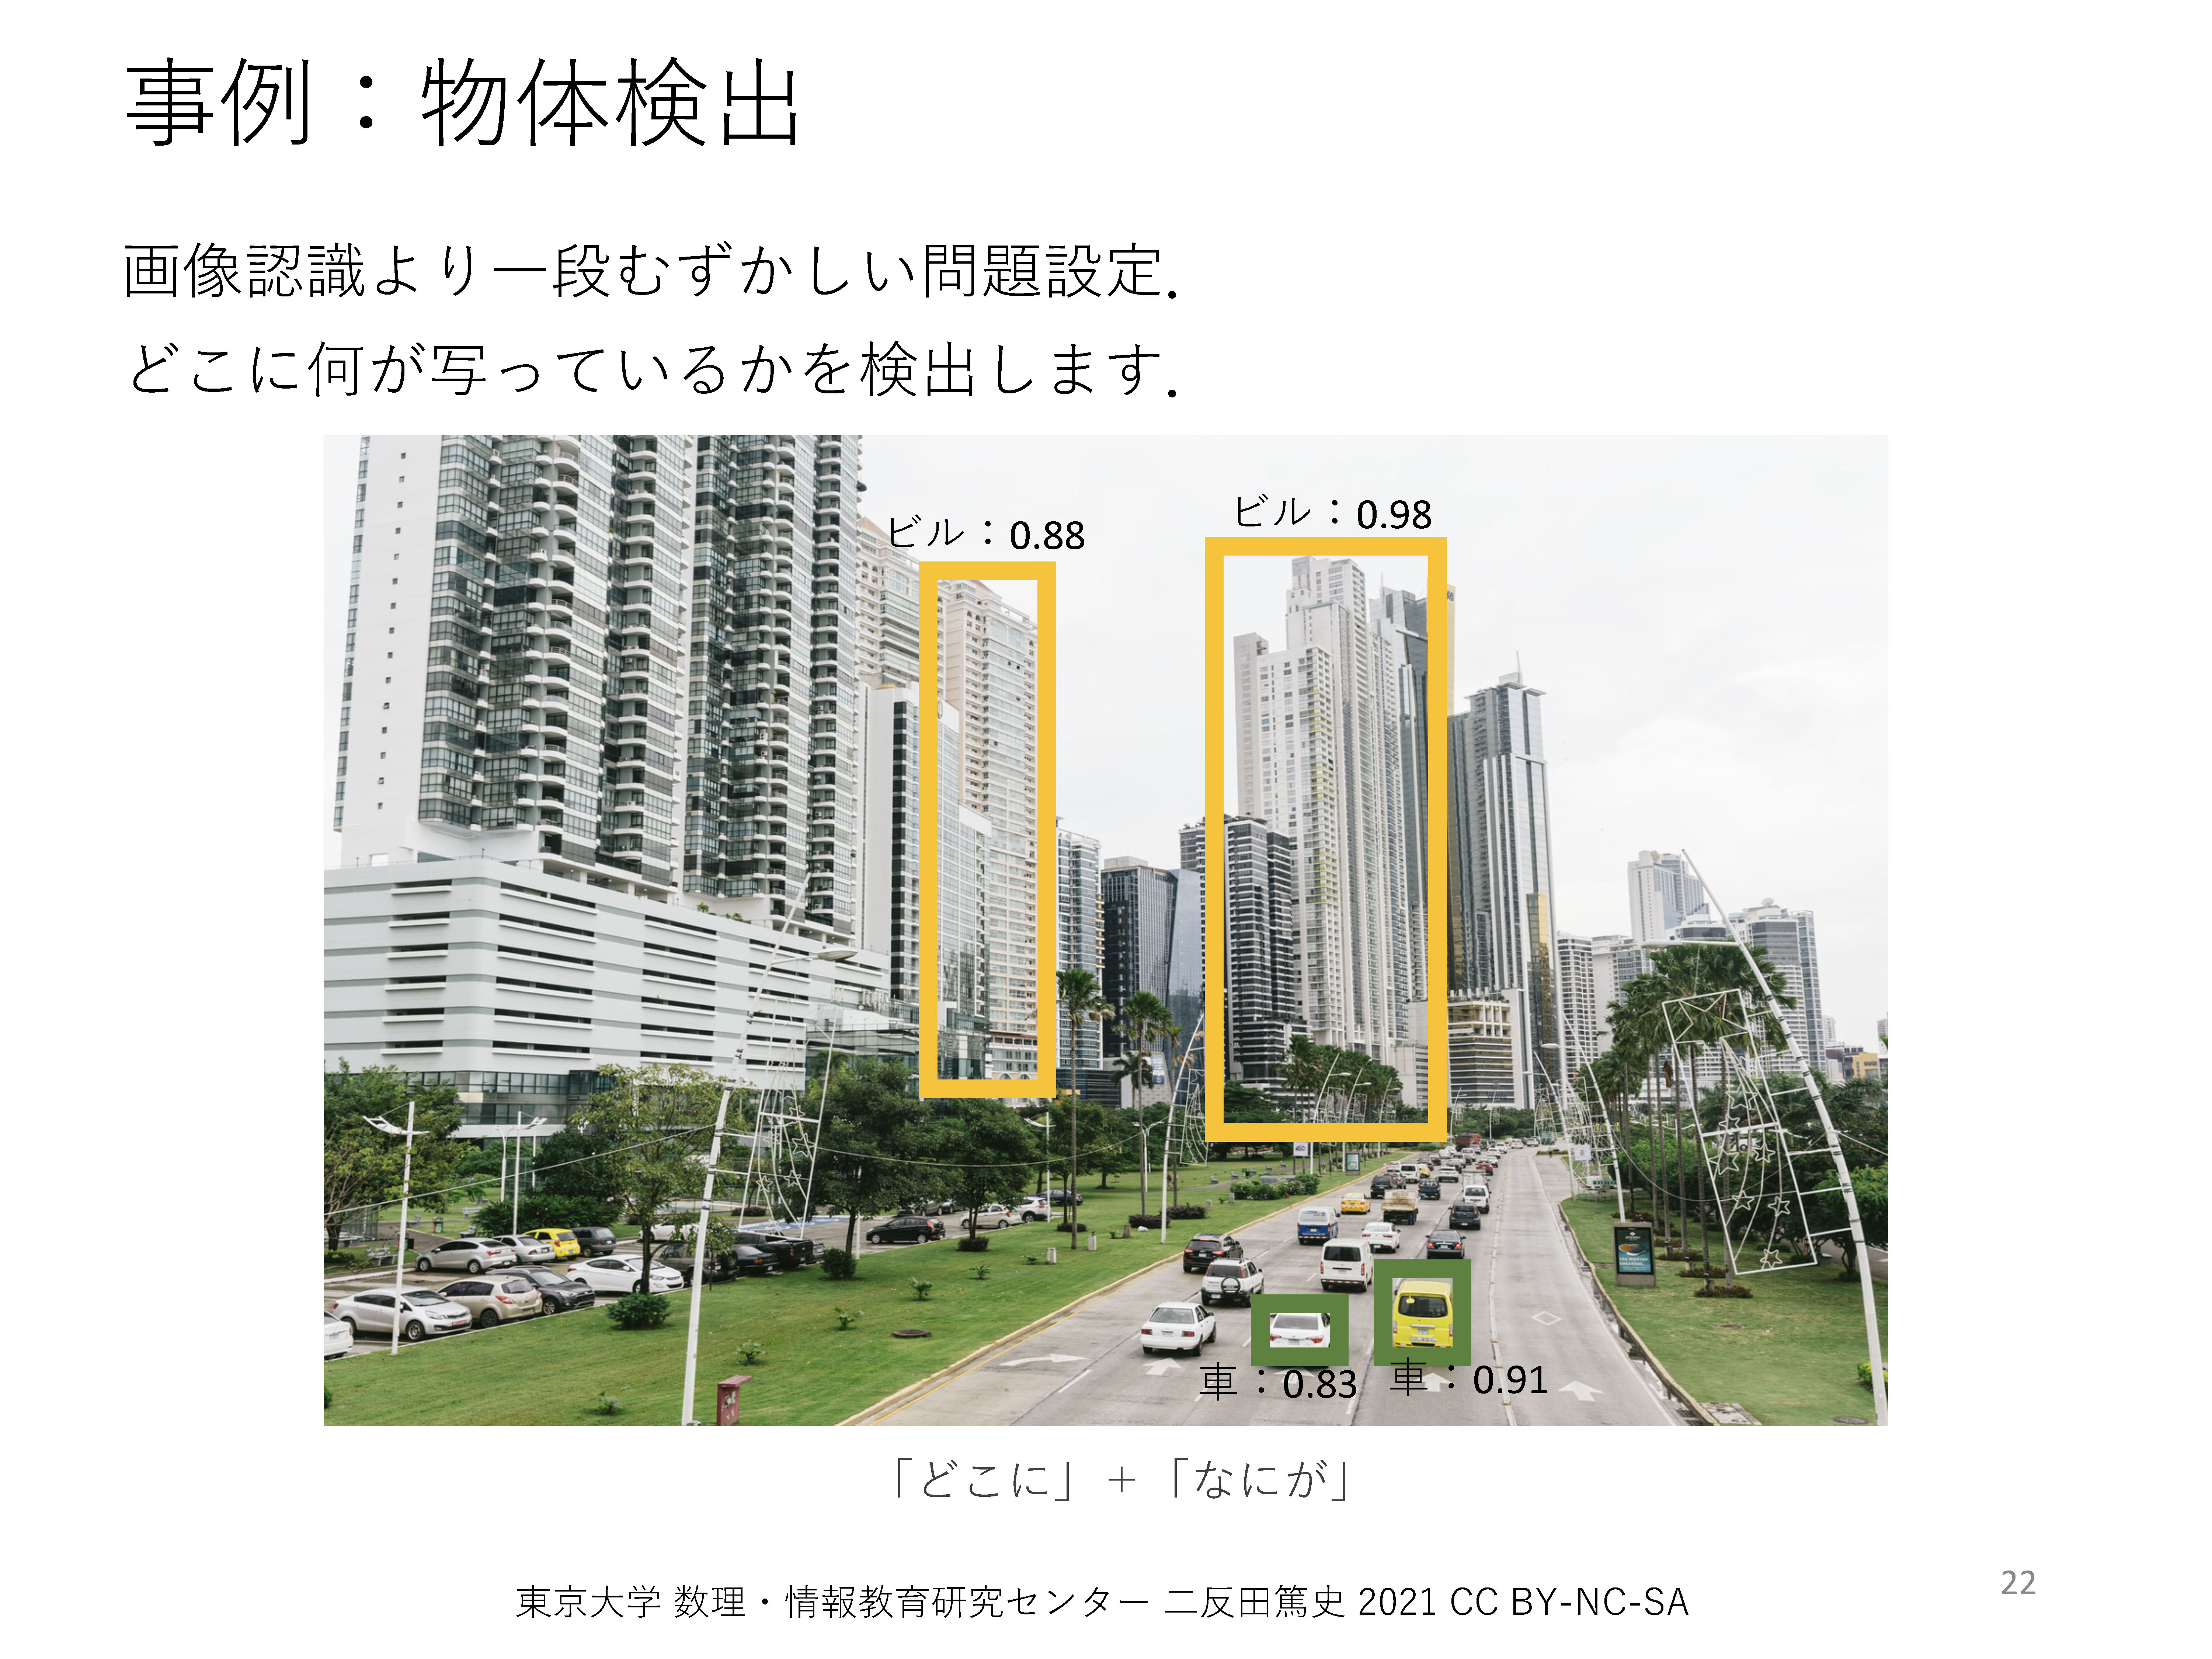 事例：物体検出
画像認識より一段むずかしい問題設定．
どこに何が写っているかを検出します．
ビル：0.88
ビル：0.98
車：0.83
車：0.91
「どこに」+「なにが」
東京大学 数理・情報教育研究センター 二反田篤史 2021 CC BY-NC-SA
22